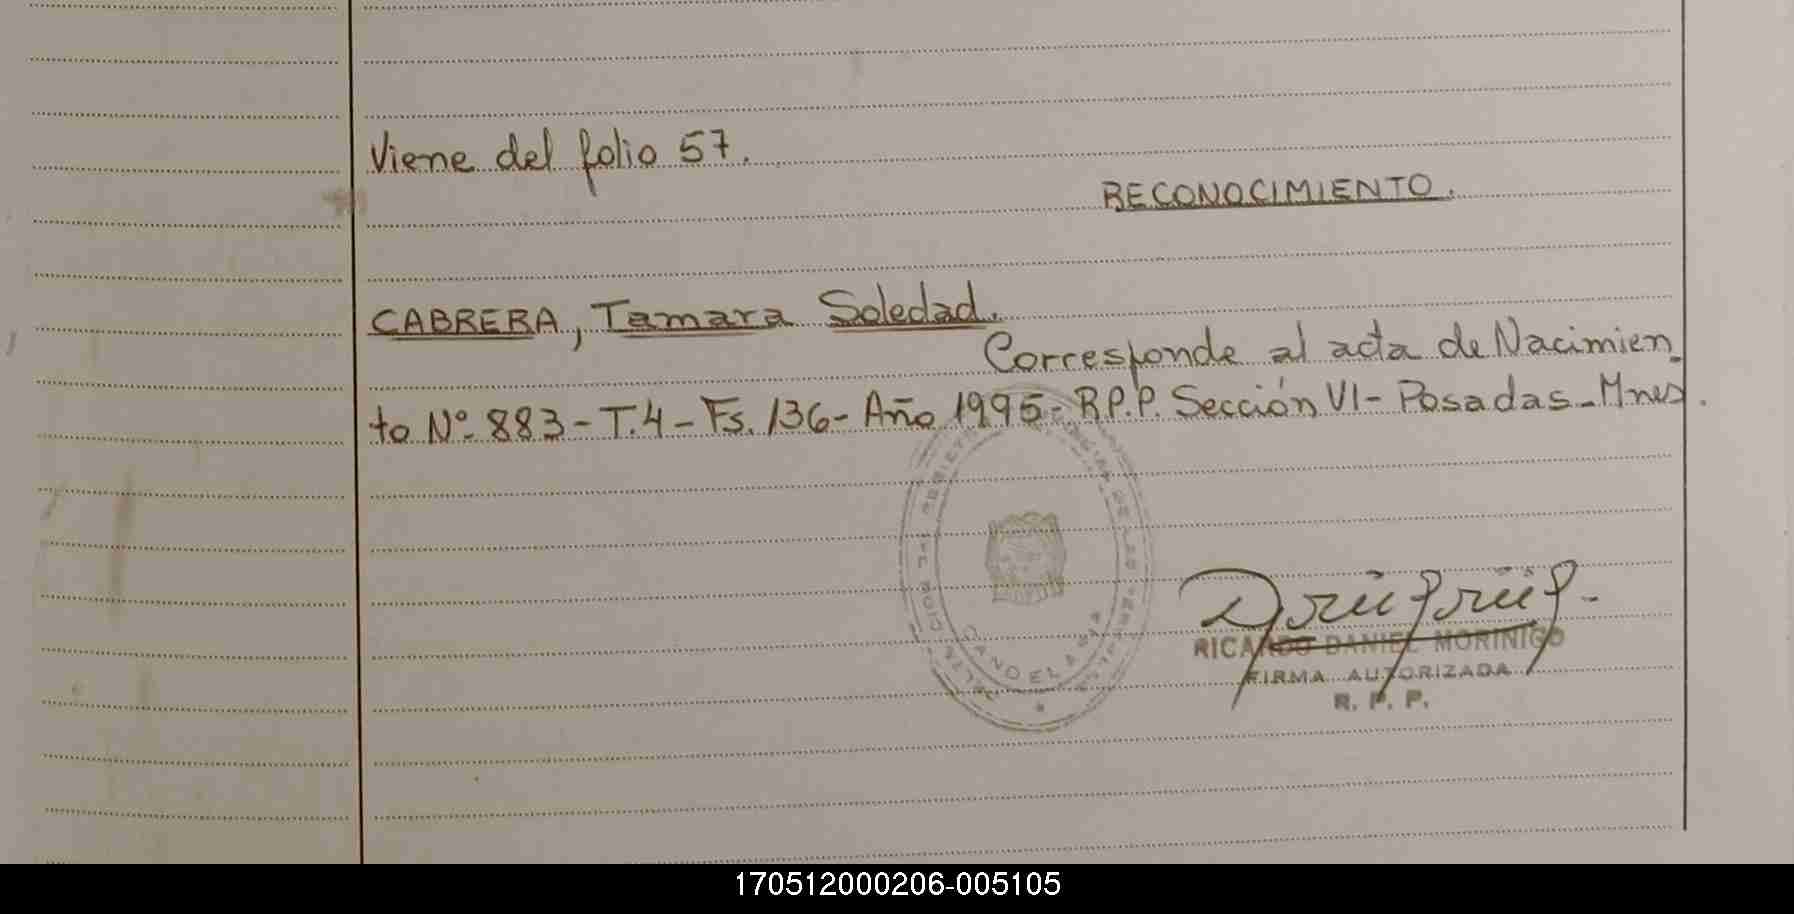 Viene del folio 57.
RECONOCIMIENTO.
CABRERA, Tamara Soledad.
Corresponde al acta de Nacimien-
to Nº 883 - T.4 - Fs. 136 - Año 1995 - R.P.P. Sección VI - Posadas - Mnes.
CANDELARIA
RICARDO DANIEL MORINIGO
FIRMA AUTORIZADA
R. P. P.
170512000206-005105